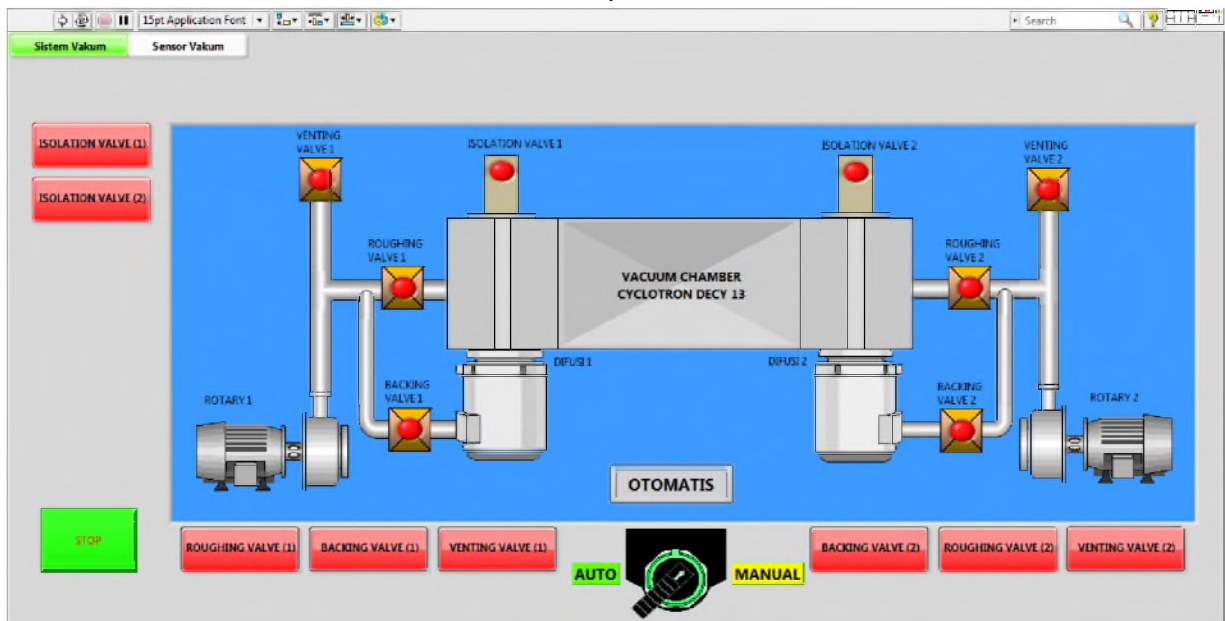 15pt Application Font
Search
Sistem Vakum
Sensor Vakum
ISOLATION VALVE (1)
ISOLATION VALVE (2)
VENTING
VALVE 1
ISOLATION VALVE 1
ISOLATION VALVE 2
VENTING
VALVE 2
ROUGHING
VALVE 1
ROUGHING
VALVE 2
VACUUM CHAMBER
CYCLOTRON DECY 13
DIFUSI 1
DIFUSI 2
BACKING
VALVE 1
BACKING
VALVE 2
ROTARY 1
ROTARY 2
OTOMATIS
STOP
ROUGHING VALVE (1)
BACKING VALVE (1)
VENTING VALVE (1)
AUTO
MANUAL
BACKING VALVE (2)
ROUGHING VALVE (2)
VENTING VALVE (2)